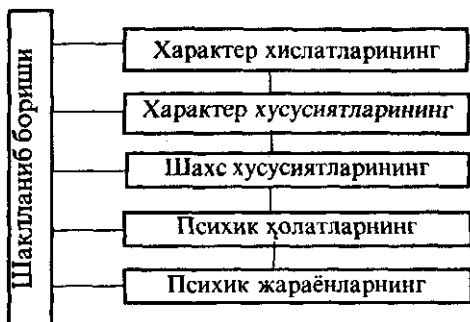 Шаклланиб бориши
Характер хислатларининг
Характер хусусиятларининг
Шахс хусусиятларининг
Психик ҳолатларнинг
Психик жараёнларнинг